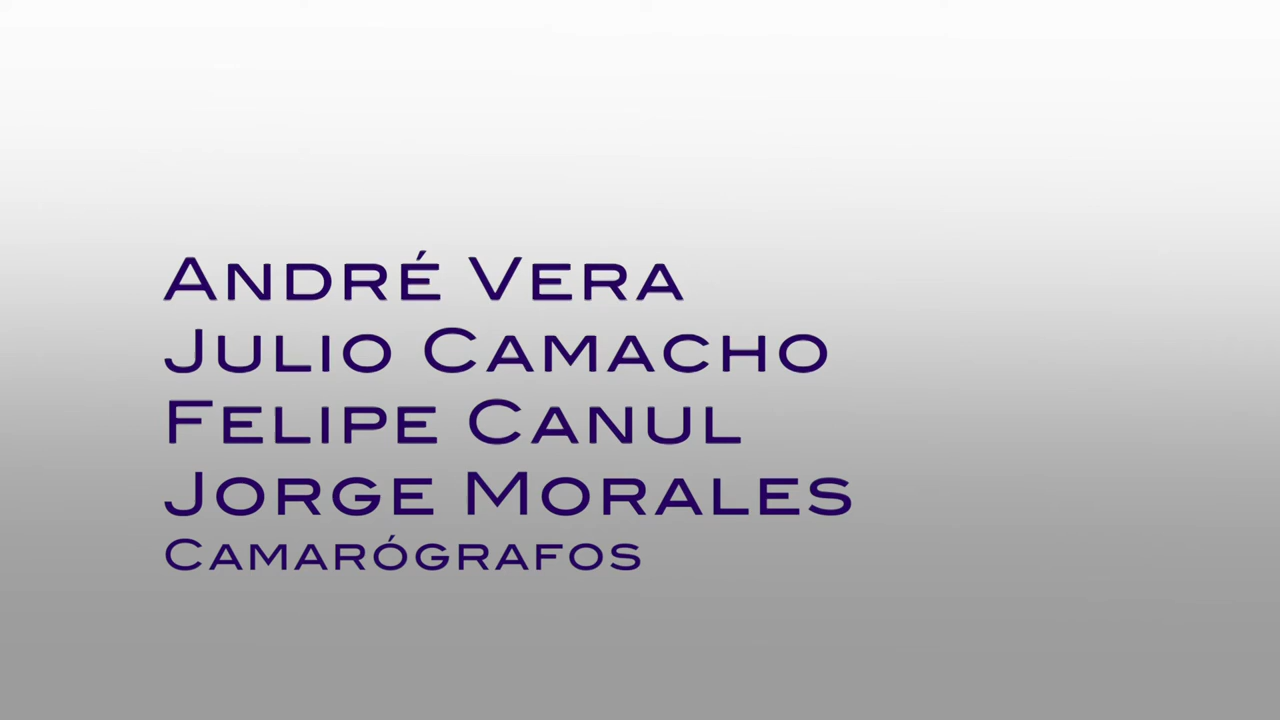 André Vera
Julio Camacho
Felipe Canul
Jorge Morales
Camarógrafos